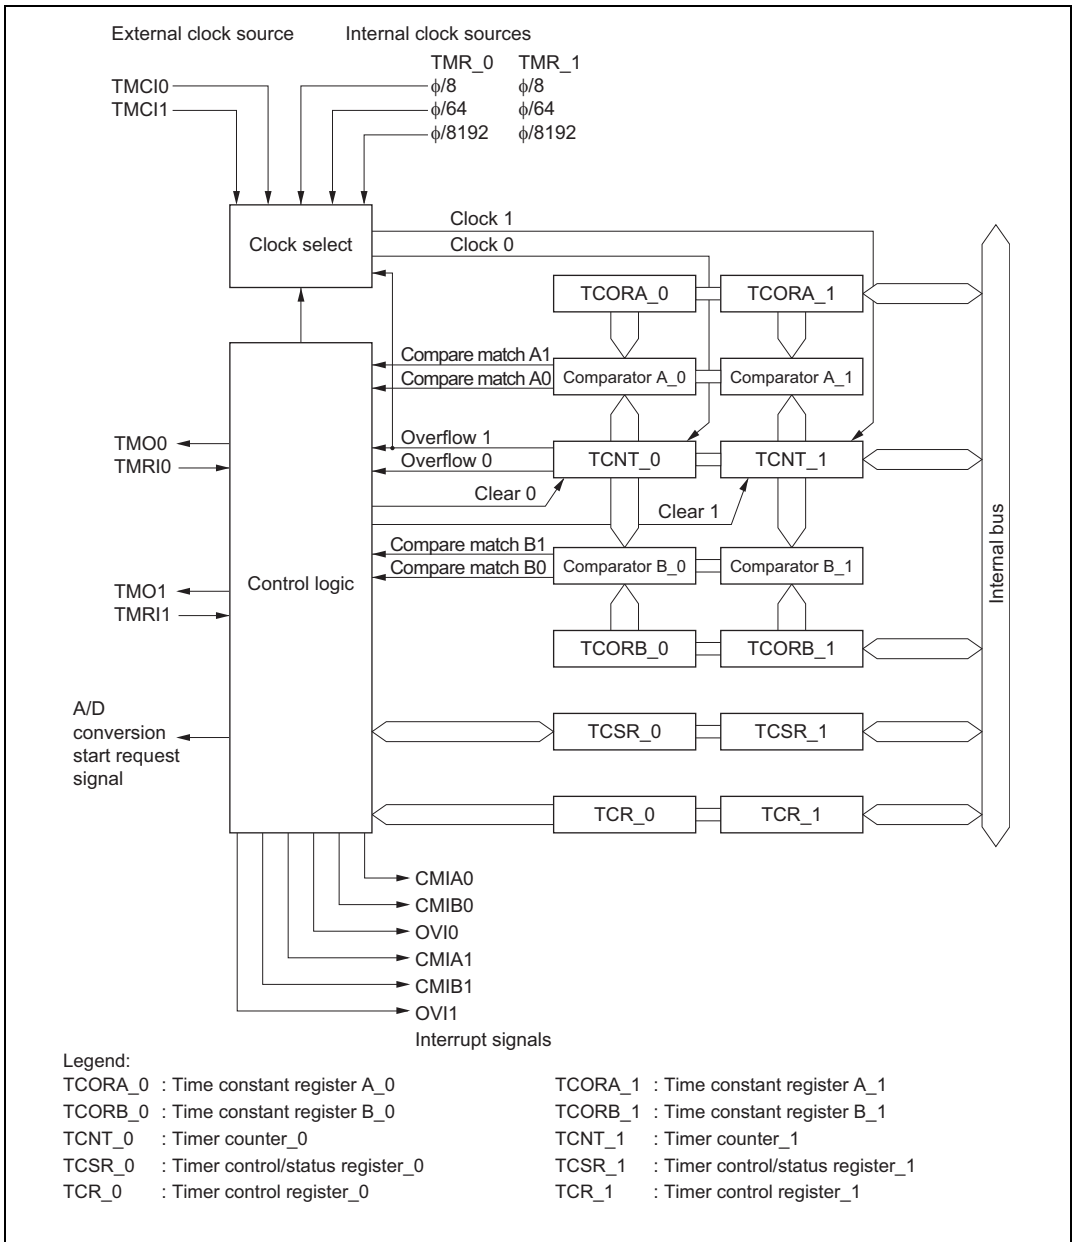 External clock source
Internal clock sources
TMR_0 TMR_1
TMCI0
ϕ/8 ϕ/8
TMCI1
ϕ/64 ϕ/64
ϕ/8192 ϕ/8192
Clock select
Clock 1
Clock 0
TCORA_0
TCORA_1
Compare match A1
Compare match A0
Comparator A_0
Comparator A_1
TMO0
TMRI0
Overflow 1
Overflow 0
TCNT_0
TCNT_1
Clear 0
Clear 1
Internal bus
Compare match B1
Compare match B0
Comparator B_0
Comparator B_1
Control logic
TMO1
TMRI1
TCORB_0
TCORB_1
A/D
conversion
start request
signal
TCSR_0
TCSR_1
TCR_0
TCR_1
CMIA0
CMIB0
OVI0
CMIA1
CMIB1
OVI1
Interrupt signals
Legend:
TCORA_0 : Time constant register A_0
TCORB_0 : Time constant register B_0
TCNT_0 : Timer counter_0
TCSR_0 : Timer control/status register_0
TCR_0 : Timer control register_0
TCORA_1 : Time constant register A_1
TCORB_1 : Time constant register B_1
TCNT_1 : Timer counter_1
TCSR_1 : Timer control/status register_1
TCR_1 : Timer control register_1